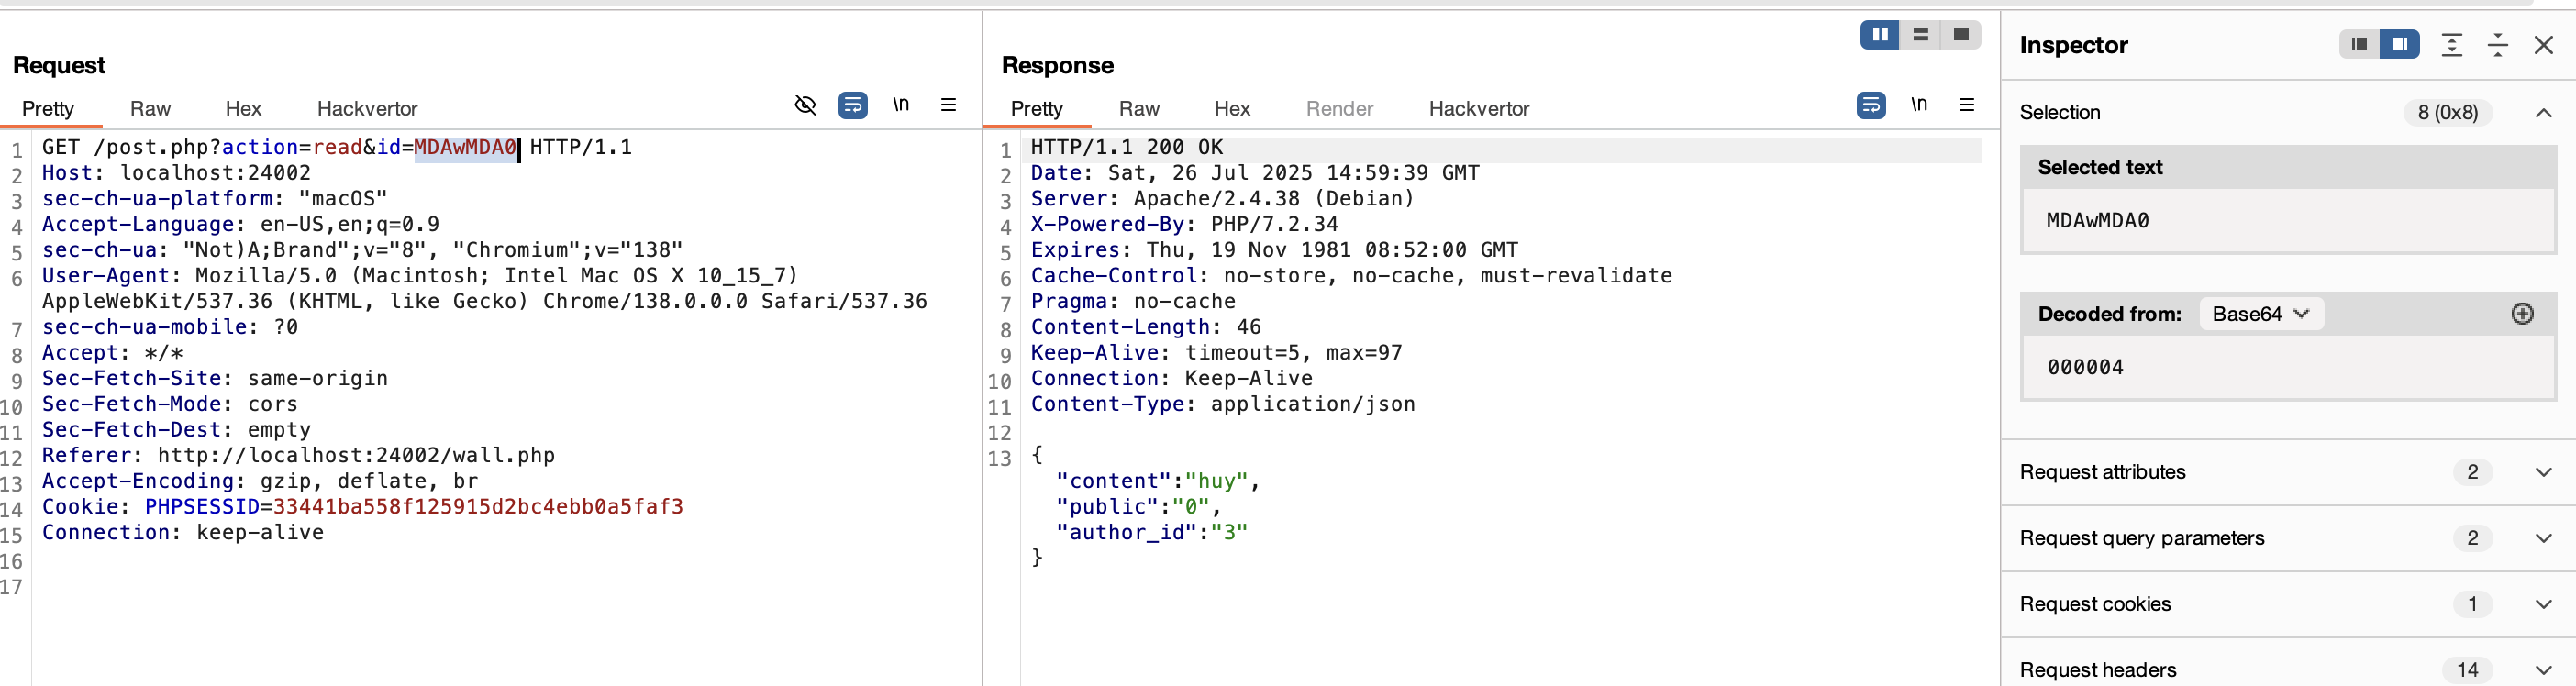 Request
Pretty Raw Hex Hackvertor \n
1 GET /post.php?action=read&id=MDAwMDA0 HTTP/1.1
2 Host: localhost:24002
3 sec-ch-ua-platform: "macOS"
4 Accept-Language: en-US,en;q=0.9
5 sec-ch-ua: "Not)A;Brand";v="8", "Chromium";v="138"
6 User-Agent: Mozilla/5.0 (Macintosh; Intel Mac OS X 10_15_7)
AppleWebKit/537.36 (KHTML, like Gecko) Chrome/138.0.0.0 Safari/537.36
7 sec-ch-ua-mobile: ?0
8 Accept: */*
9 Sec-Fetch-Site: same-origin
10 Sec-Fetch-Mode: cors
11 Sec-Fetch-Dest: empty
12 Referer: http://localhost:24002/wall.php
13 Accept-Encoding: gzip, deflate, br
14 Cookie: PHPSESSID=33441ba558f125915d2bc4ebb0a5faf3
15 Connection: keep-alive
16
17
Response
Pretty Raw Hex Render Hackvertor \n
1 HTTP/1.1 200 OK
2 Date: Sat, 26 Jul 2025 14:59:39 GMT
3 Server: Apache/2.4.38 (Debian)
4 X-Powered-By: PHP/7.2.34
5 Expires: Thu, 19 Nov 1981 08:52:00 GMT
6 Cache-Control: no-store, no-cache, must-revalidate
7 Pragma: no-cache
8 Content-Length: 46
9 Keep-Alive: timeout=5, max=97
10 Connection: Keep-Alive
11 Content-Type: application/json
12
13 {
"content":"huy",
"public":"0",
"author_id":"3"
}
Inspector
Selection 8 (0x8)
Selected text
MDAwMDA0
Decoded from: Base64
000004
Request attributes 2
Request query parameters 2
Request cookies 1
Request headers 14